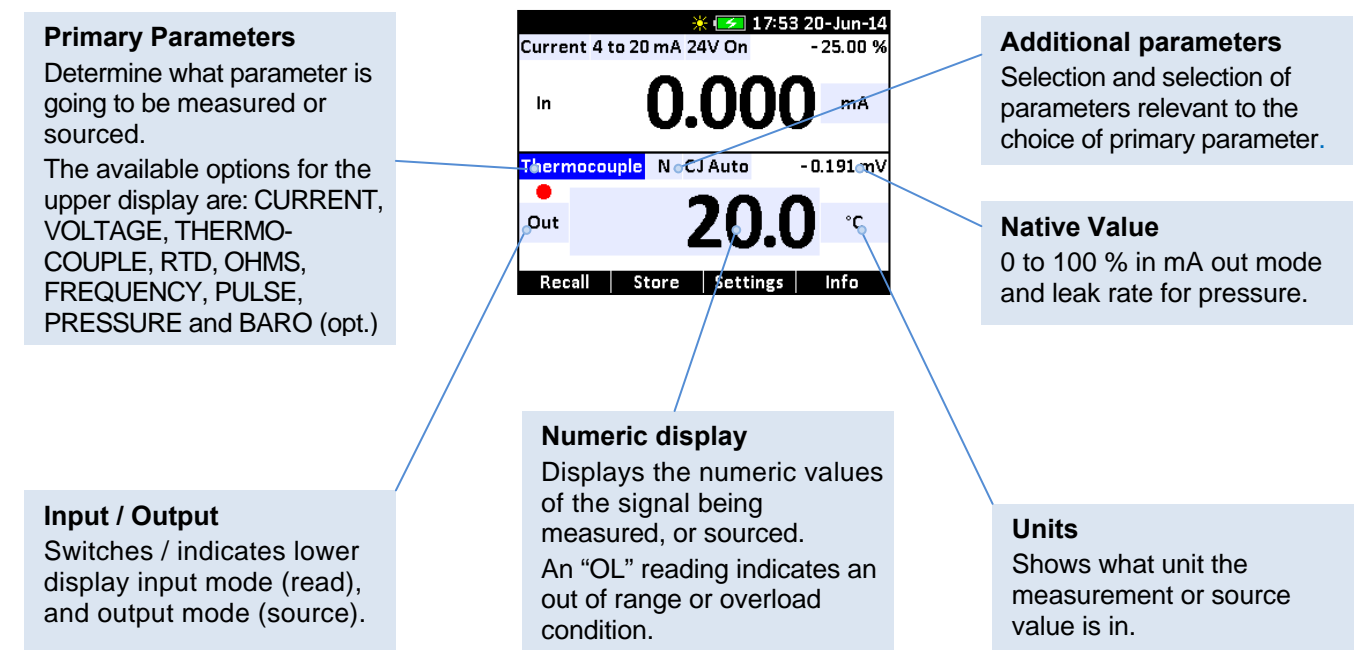 Primary Parameters
Determine what parameter is
going to be measured or
sourced.
The available options for the
upper display are: CURRENT,
VOLTAGE, THERMO-
COUPLE, RTD, OHMS,
FREQUENCY, PULSE,
PRESSURE and BARO (opt.)
17:53 20-Jun-14
Current 4 to 20 mA 24V On - 25.00 %
In 0.000 mA
Thermocouple N CJ Auto - 0.191 mV
Out 20.0 °C
Recall Store Settings Info
Additional parameters
Selection and selection of
parameters relevant to the
choice of primary parameter.
Native Value
0 to 100 % in mA out mode
and leak rate for pressure.
Input / Output
Switches / indicates lower
display input mode (read),
and output mode (source).
Numeric display
Displays the numeric values
of the signal being
measured, or sourced.
An “OL” reading indicates an
out of range or overload
condition.
Units
Shows what unit the
measurement or source
value is in.